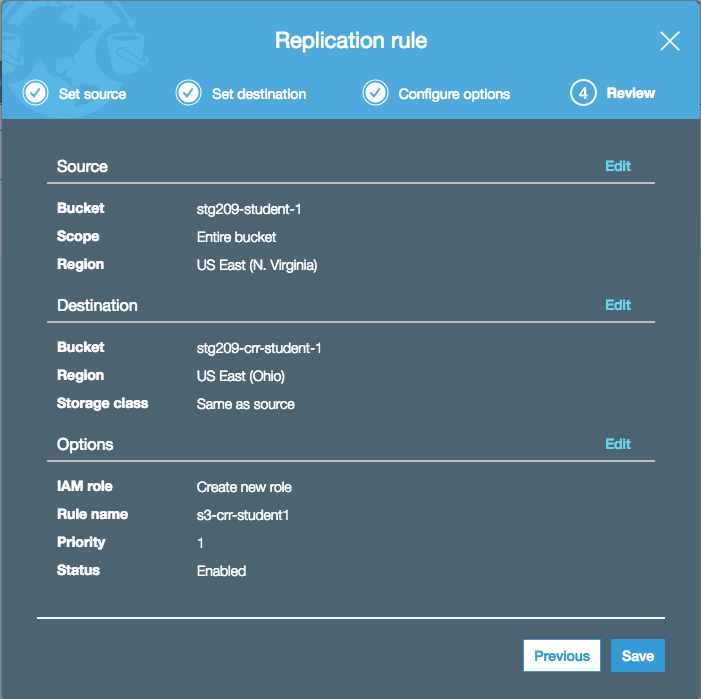 Replication rule
Set source Set destination Configure options 4 Review
Source Edit
Bucket stg209-student-1
Scope Entire bucket
Region US East (N. Virginia)
Destination Edit
Bucket stg209-crr-student-1
Region US East (Ohio)
Storage class Same as source
Options Edit
IAM role Create new role
Rule name s3-crr-student1
Priority 1
Status Enabled
Previous Save